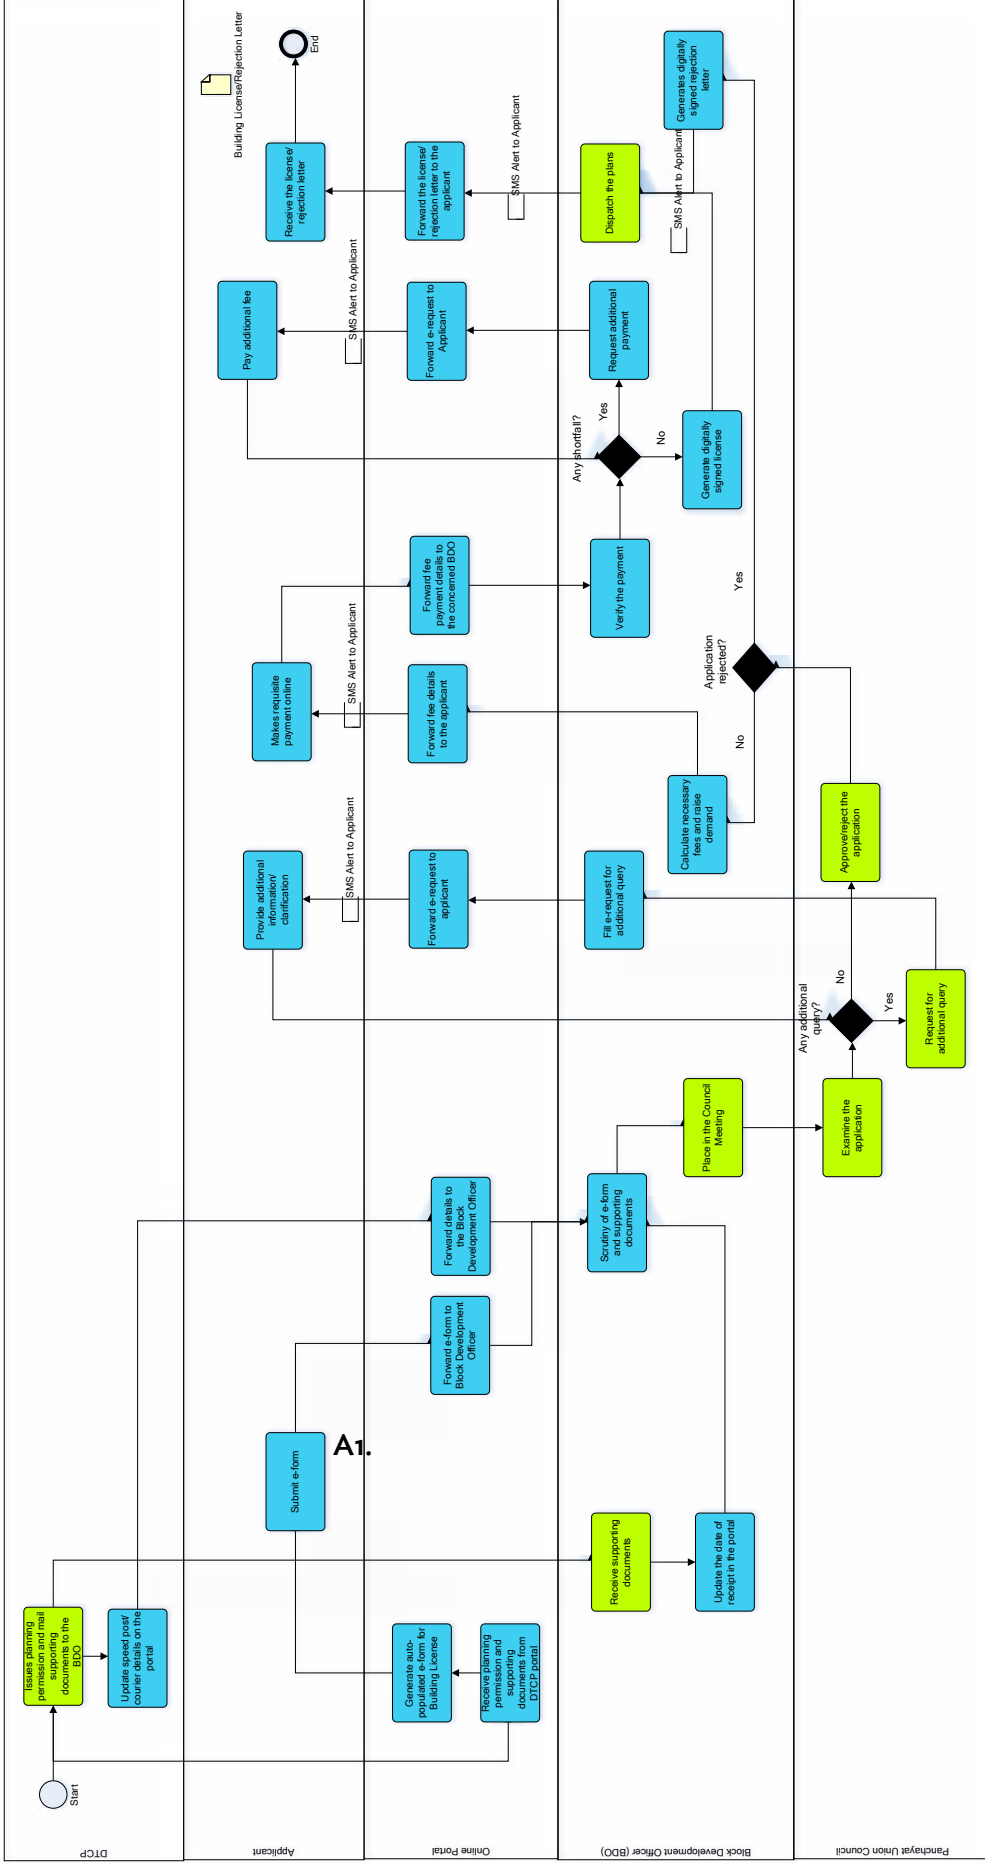 DTCP
Start
Issues planning
permission and mail
supporting
documents to the
BDO
Update speed post/
courier details on the
portal
Applicant
Submit e-form
A1.
Provide additional
information/
clarification
SMS Alert to Applicant
Makes requisite
payment online
SMS Alert to Applicant
Pay additional fee
SMS Alert to Applicant
Receive the license/
rejection letter
Building License/Rejection Letter
End
Online Portal
Receive planning
permission and
supporting
documents from
DTCP portal
Generate auto-
populated e-form for
Building License
Forward e-form to
Block Development
Officer
Forward details to
the Block
Development Officer
Forward e-request to
applicant
Forward fee details
to the applicant
Forward fee
payment details to
the concerned BDO
Forward e-request to
Applicant
Forward the license/
rejection letter to the
applicant
SMS Alert to Applicant
Block Development Officer (BDO)
Receive supporting
documents
Update the date of
receipt in the portal
Scrutiny of e-form
and supporting
documents
Place in the Council
Meeting
Fill e-request for
additional query
Calculate necessary
fees and raise
demand
No
Application
rejected?
Yes
Verify the payment
Any shortfall?
Yes
No
Generate digitally
signed license
Request additional
payment
Dispatch the plans
SMS Alert to Applicant
Generates digitally
signed rejection
letter
Panchayat Union Council
Examine the
application
Any additional
query?
Yes
No
Request for
additional query
Approve/reject the
application